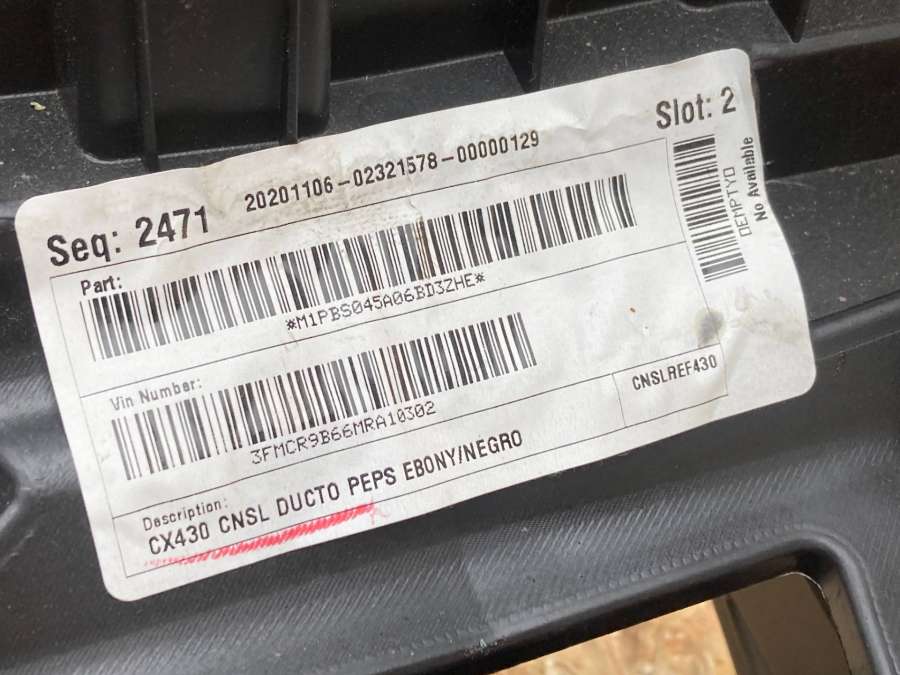 Seq: 2471
20201106-02321578-00000129
Slot: 2
Part:
*M1PBS045A06BD3ZHE*
DEMPTYD
No Available
Vin Number:
3FMCR9B66MRA10302
CNSLREF430
Description:
CX430 CNSL DUCTO PEPS EBONY/NEGRO